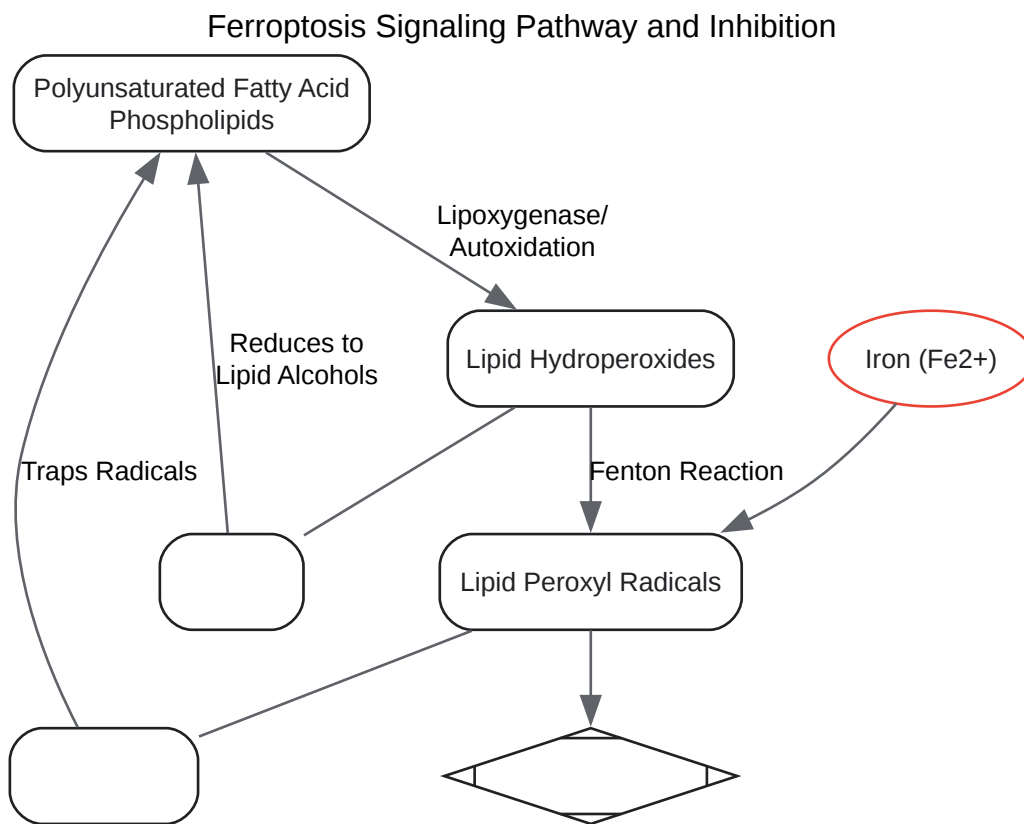 Ferroptosis Signaling Pathway and Inhibition
Polyunsaturated Fatty Acid
Phospholipids
Lipoxygenase/
Autoxidation
Reduces to
Lipid Alcohols
Lipid Hydroperoxides
Iron (Fe2+)
Traps Radicals
Fenton Reaction
Lipid Peroxyl Radicals